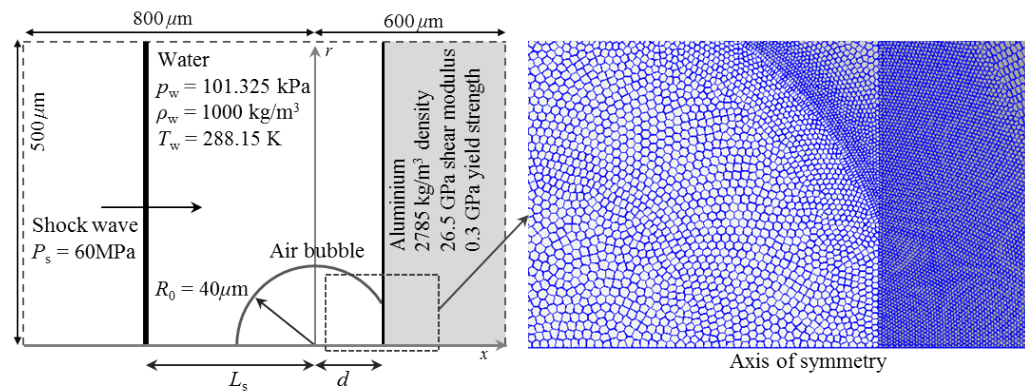 800 μm
600 μm
500 μm
r
Water
p_w = 101.325 kPa
ρ_w = 1000 kg/m³
T_w = 288.15 K
Shock wave
P_s = 60MPa
Air bubble
R_0 = 40μm
Aluminium
2785 kg/m³ density
26.5 GPa shear modulus
0.3 GPa yield strength
x
L_s
d
Axis of symmetry